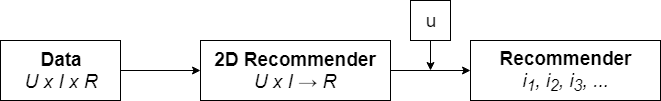 u
Data
U x I x R
2D Recommender
U x I → R
Recommender
i₁, i₂, i₃, ...